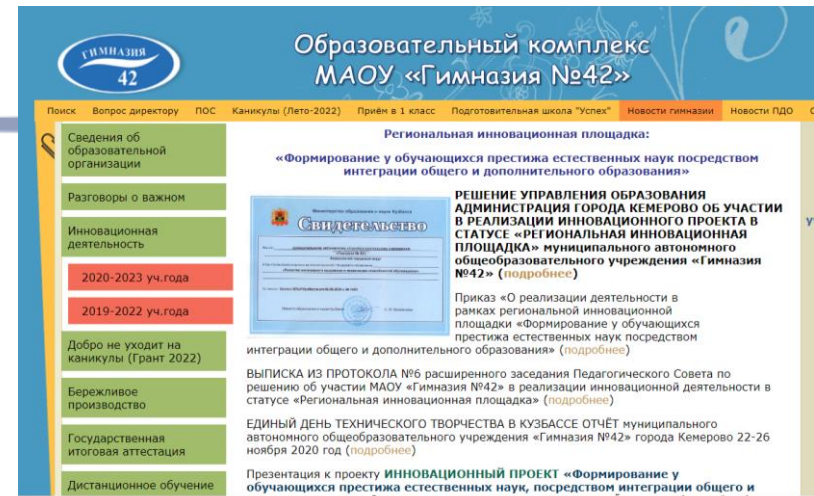 ГИМНАЗИЯ
42
Образовательный комплекс
МАОУ «Гимназия №42»
Поиск Вопрос директору ПОС Каникулы (Лето-2022) Приём в 1 класс Подготовительная школа "Успех" Новости гимназии Новости ПДО
Сведения об
образовательной
организации
Разговоры о важном
Инновационная
деятельность
2020-2023 уч.года
2019-2022 уч.года
Добро не уходит на
каникулы (Грант 2022)
Бережливое
производство
Государственная
итоговая аттестация
Дистанционное обучение
Региональная инновационная площадка:
«Формирование у обучающихся престижа естественных наук посредством
интеграции общего и дополнительного образования»
Свидетельство
РЕШЕНИЕ УПРАВЛЕНИЯ ОБРАЗОВАНИЯ
АДМИНИСТРАЦИЯ ГОРОДА КЕМЕРОВО ОБ УЧАСТИИ
В РЕАЛИЗАЦИИ ИННОВАЦИОННОГО ПРОЕКТА В
СТАТУСЕ «РЕГИОНАЛЬНАЯ ИННОВАЦИОННАЯ
ПЛОЩАДКА» муниципального автономного
общеобразовательного учреждения «Гимназия
№42» (подробнее)
Приказ «О реализации деятельности в
рамках региональной инновационной
площадки «Формирование у обучающихся
престижа естественных наук посредством
интеграции общего и дополнительного образования» (подробнее)
ВЫПИСКА ИЗ ПРОТОКОЛА №6 расширенного заседания Педагогического Совета по
решению об участии МАОУ «Гимназия №42» в реализации инновационной деятельности в
статусе «Региональная инновационная площадка» (подробнее)
ЕДИНЫЙ ДЕНЬ ТЕХНИЧЕСКОГО ТВОРЧЕСТВА В КУЗБАССЕ ОТЧЁТ муниципального
автономного общеобразовательного учреждения «Гимназия №42» города Кемерово 22-26
ноября 2020 год (подробнее)
Презентация к проекту ИННОВАЦИОННЫЙ ПРОЕКТ «Формирование у
обучающихся престижа естественных наук, посредством интеграции общего и